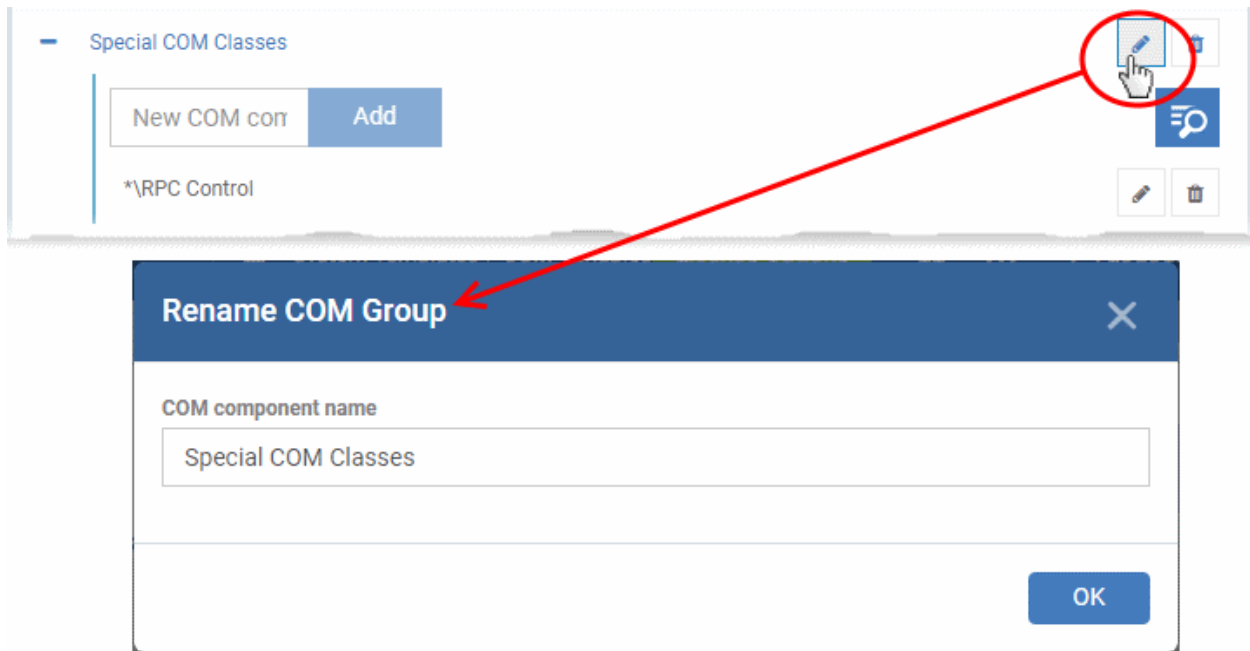 Special COM Classes
New COM com
Add
*\RPC Control
Rename COM Group
COM component name
Special COM Classes
OK